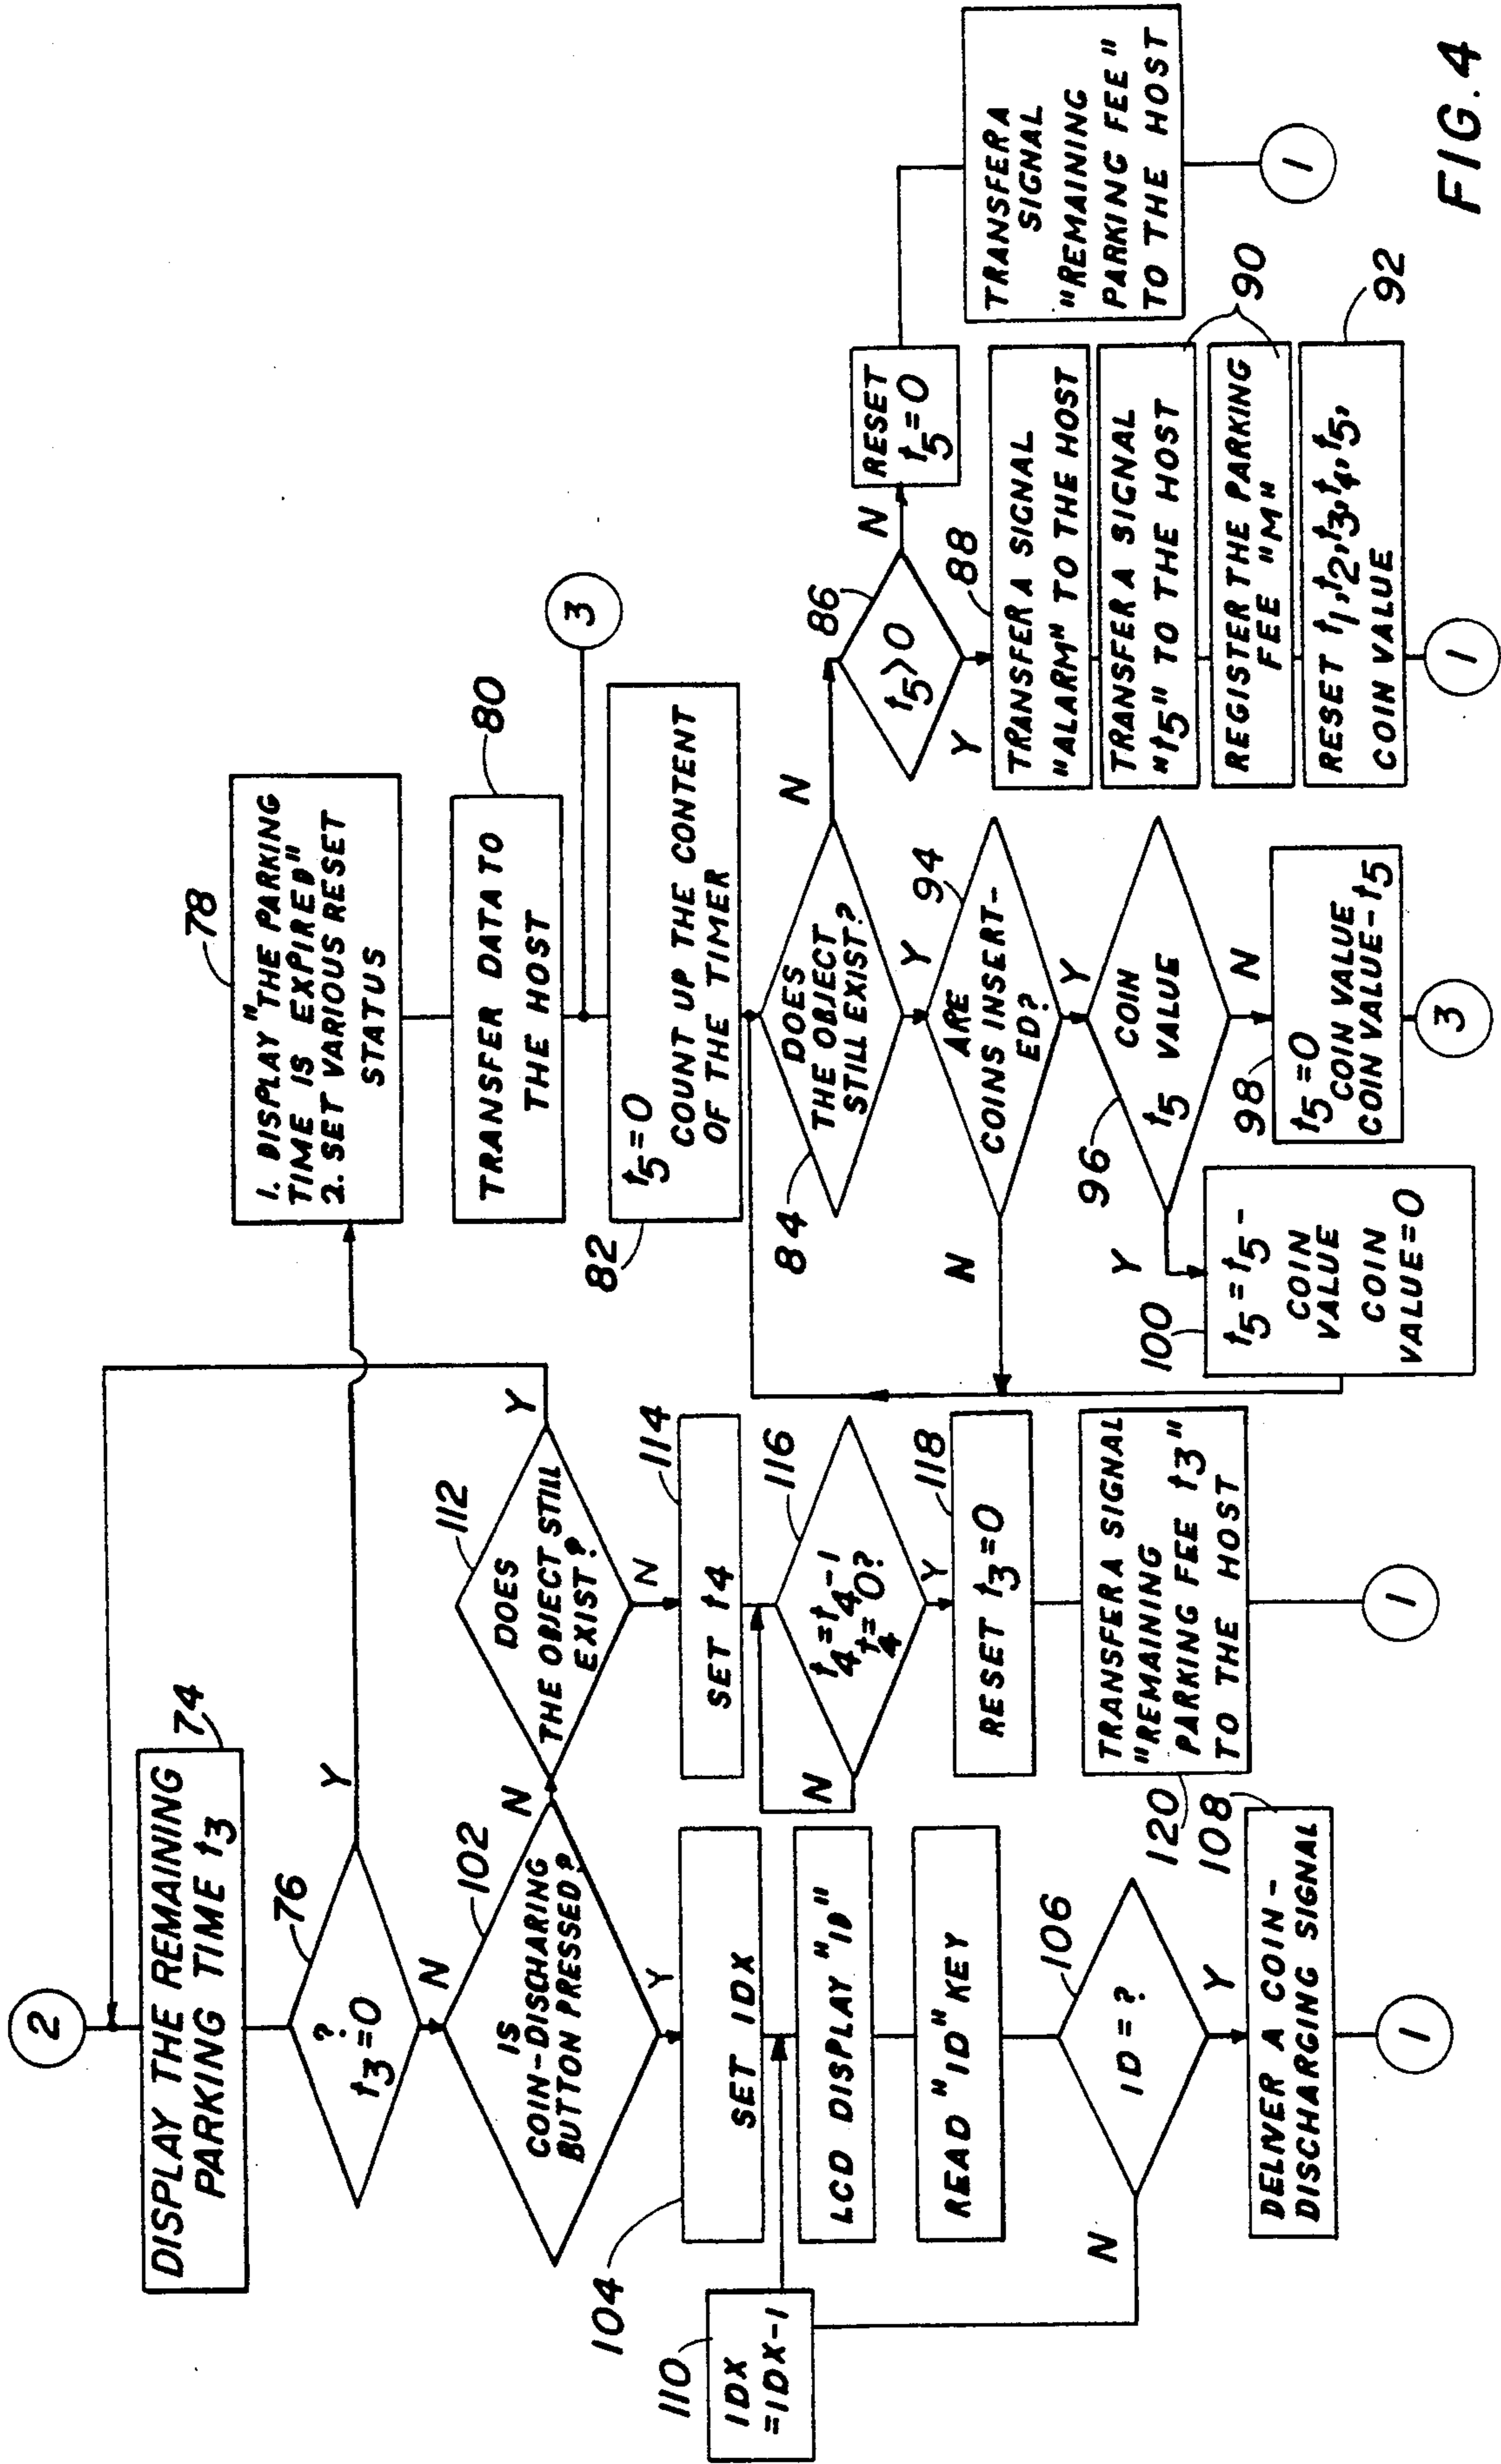 2
DISPLAY THE REMAINING
PARKING TIME t3
74
76
?
t3=0
Y
N
102
IS
COIN-DISCHARING
BUTTON PRESSED?
N
Y
104
SET IDX
110
IDX
=IDX-1
LCD DISPLAY "ID"
READ "ID" KEY
106
ID=?
N
Y
108
DELIVER A COIN-
DISCHARGING SIGNAL
1
112
DOES
THE OBJECT STILL
EXIST?
Y
N
114
SET t4
116
t4=t4-1
t4=0?
N
Y
118
RESET t3=0
120
TRANSFER A SIGNAL
"REMAINING
PARKING FEE t3"
TO THE HOST
1
78
1. DISPLAY "THE PARKING
TIME IS EXPIRED"
2. SET VARIOUS RESET
STATUS
80
TRANSFER DATA TO
THE HOST
3
82
t5=0
COUNT UP THE CONTENT
OF THE TIMER
84
DOES
THE OBJECT
STILL EXIST?
N
Y
94
ARE
COINS INSERT-
ED?
N
Y
96
COIN
VALUE
t5
Y
N
98
t5=0
COIN VALUE
COIN VALUE-t5
3
100
t5=t5-
COIN
VALUE
COIN
VALUE=0
86
t5>0
N
Y
RESET
t5=0
TRANSFER A
SIGNAL
"REMAINING
PARKING FEE"
TO THE HOST
1
88
TRANSFER A SIGNAL
"ALARM" TO THE HOST
TRANSFER A SIGNAL
"t5" TO THE HOST
90
REGISTER THE PARKING
FEE "M"
92
RESET t1,t2,t3,t4,t5,
COIN VALUE
1
FIG. 4